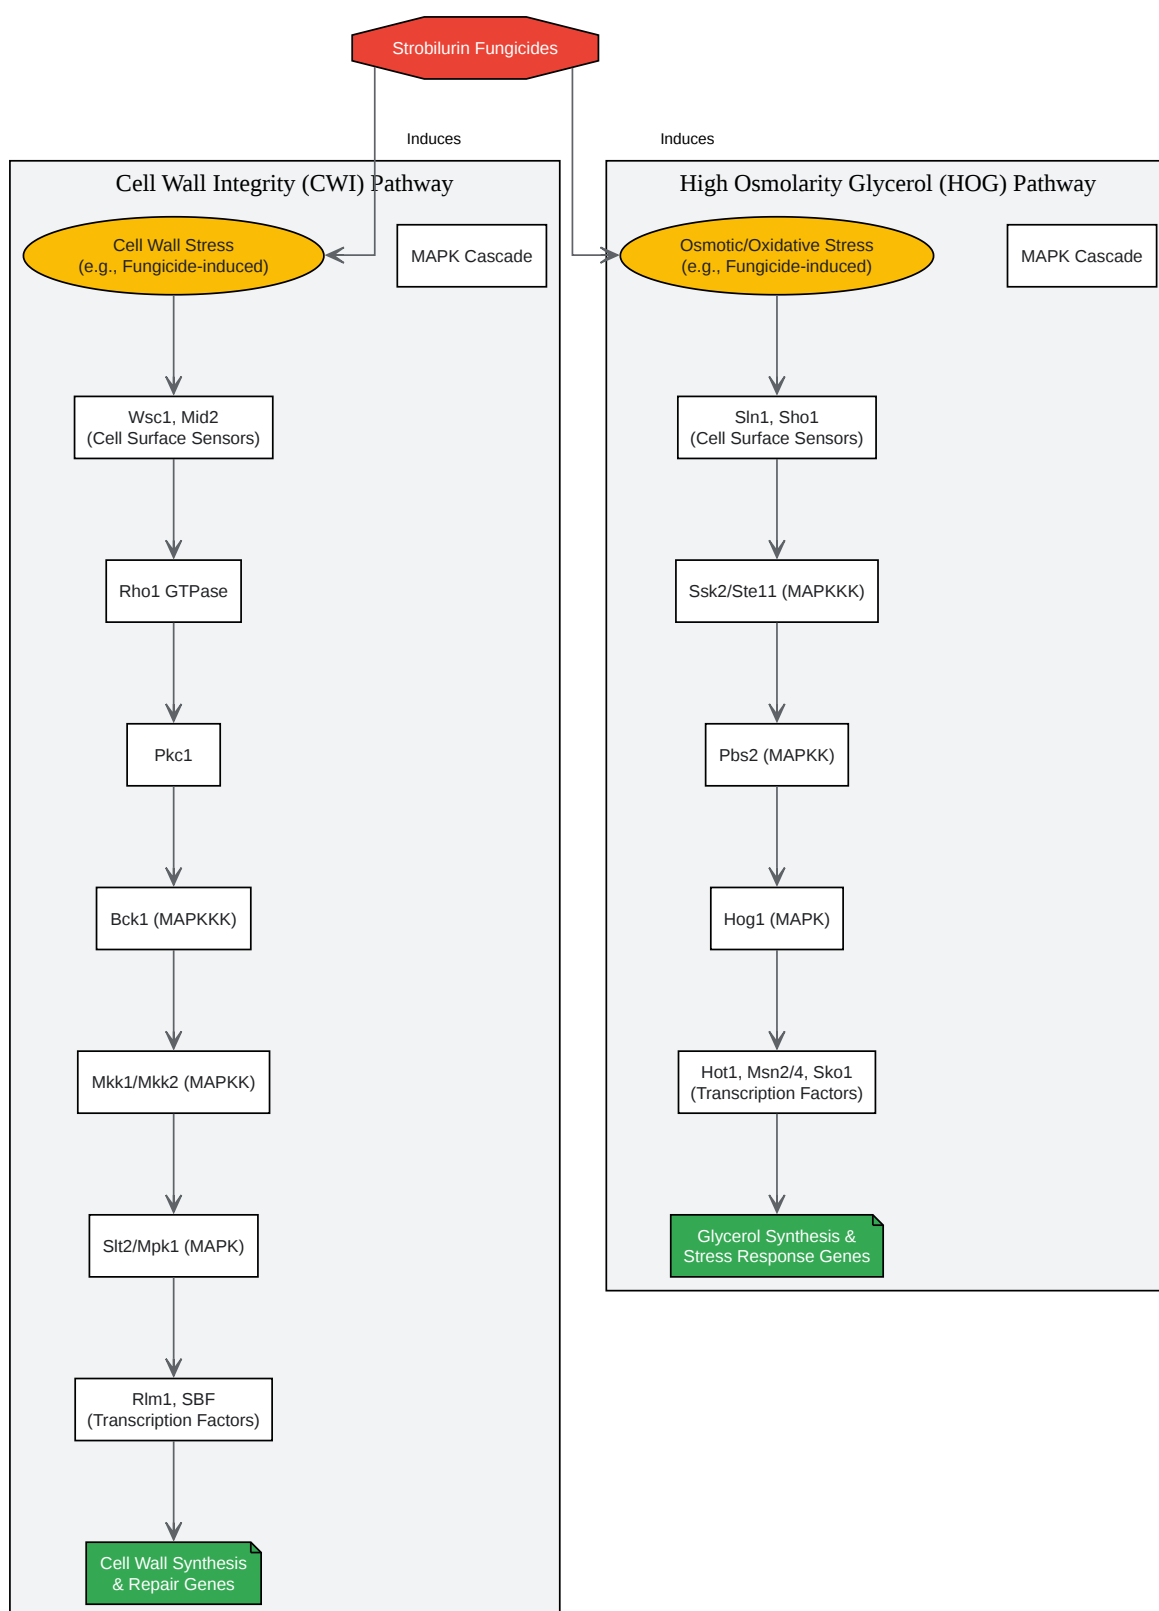 Strobilurin Fungicides
Induces
Induces
Cell Wall Integrity (CWI) Pathway
Cell Wall Stress
(e.g., Fungicide-induced)
MAPK Cascade
Wsc1, Mid2
(Cell Surface Sensors)
Rho1 GTPase
Pkc1
Bck1 (MAPKKK)
Mkk1/Mkk2 (MAPKK)
Slt2/Mpk1 (MAPK)
Rlm1, SBF
(Transcription Factors)
Cell Wall Synthesis
& Repair Genes
High Osmolarity Glycerol (HOG) Pathway
Osmotic/Oxidative Stress
(e.g., Fungicide-induced)
MAPK Cascade
Sln1, Sho1
(Cell Surface Sensors)
Ssk2/Ste11 (MAPKKK)
Pbs2 (MAPKK)
Hog1 (MAPK)
Hot1, Msn2/4, Sko1
(Transcription Factors)
Glycerol Synthesis &
Stress Response Genes